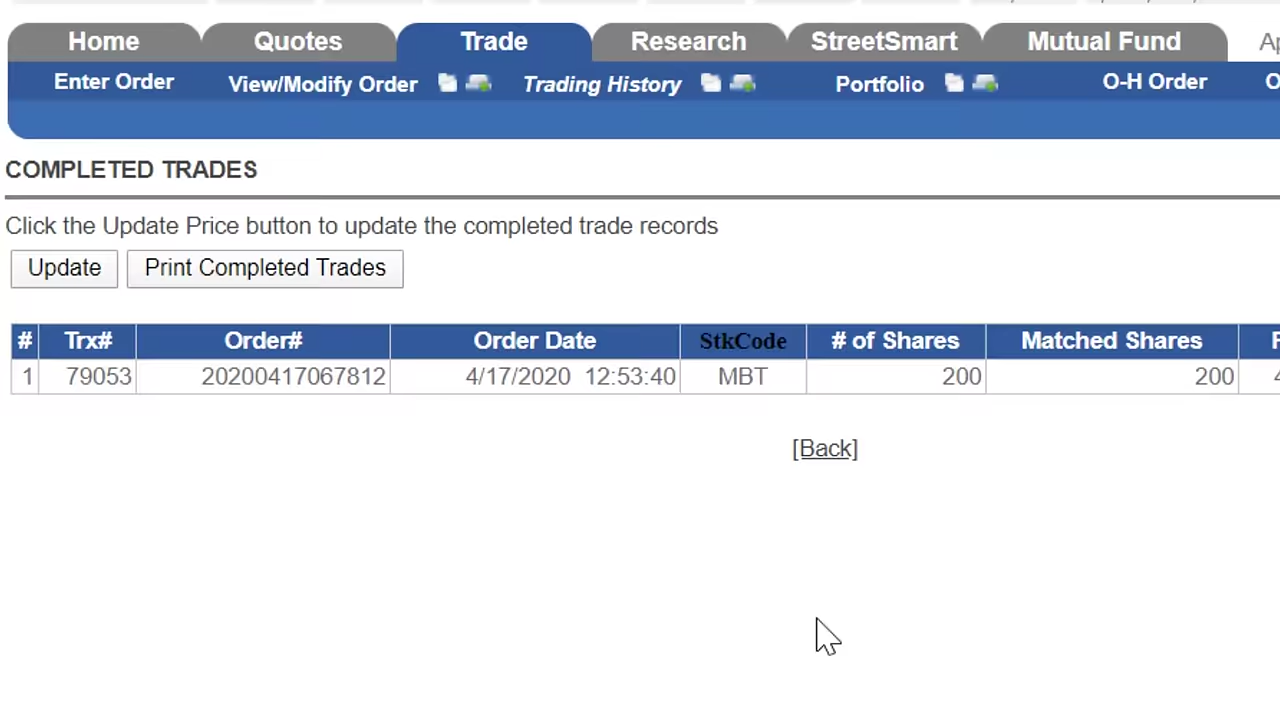 Home Quotes Trade Research StreetSmart Mutual Fund
Enter Order View/Modify Order Trading History Portfolio O-H Order
COMPLETED TRADES
Click the Update Price button to update the completed trade records
Update Print Completed Trades
# Trx# Order# Order Date StkCode # of Shares Matched Shares
1 79053 20200417067812 4/17/2020 12:53:40 MBT 200 200
[Back]